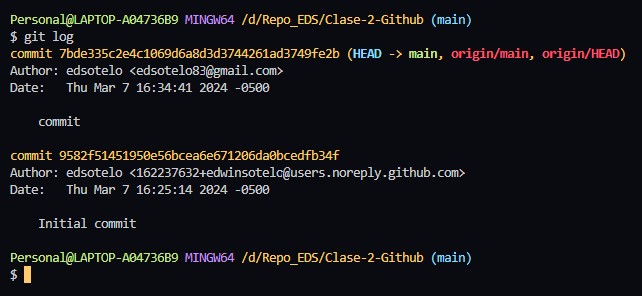 Personal@LAPTOP-A04736B9 MINGW64 /d/Repo_EDS/Clase-2-Github (main)
$ git log
commit 7bde335c2e4c1069d6a8d3d3744261ad3749fe2b (HEAD -> main, origin/main, origin/HEAD)
Author: edsotelo <edsotelo83@gmail.com>
Date:   Thu Mar 7 16:34:41 2024 -0500
commit
commit 9582f51451950e56bcea6e671206da0bcedfb34f
Author: edsotelo <162237632+edwinsotelo@users.noreply.github.com>
Date:   Thu Mar 7 16:25:14 2024 -0500
Initial commit
Personal@LAPTOP-A04736B9 MINGW64 /d/Repo_EDS/Clase-2-Github (main)
$